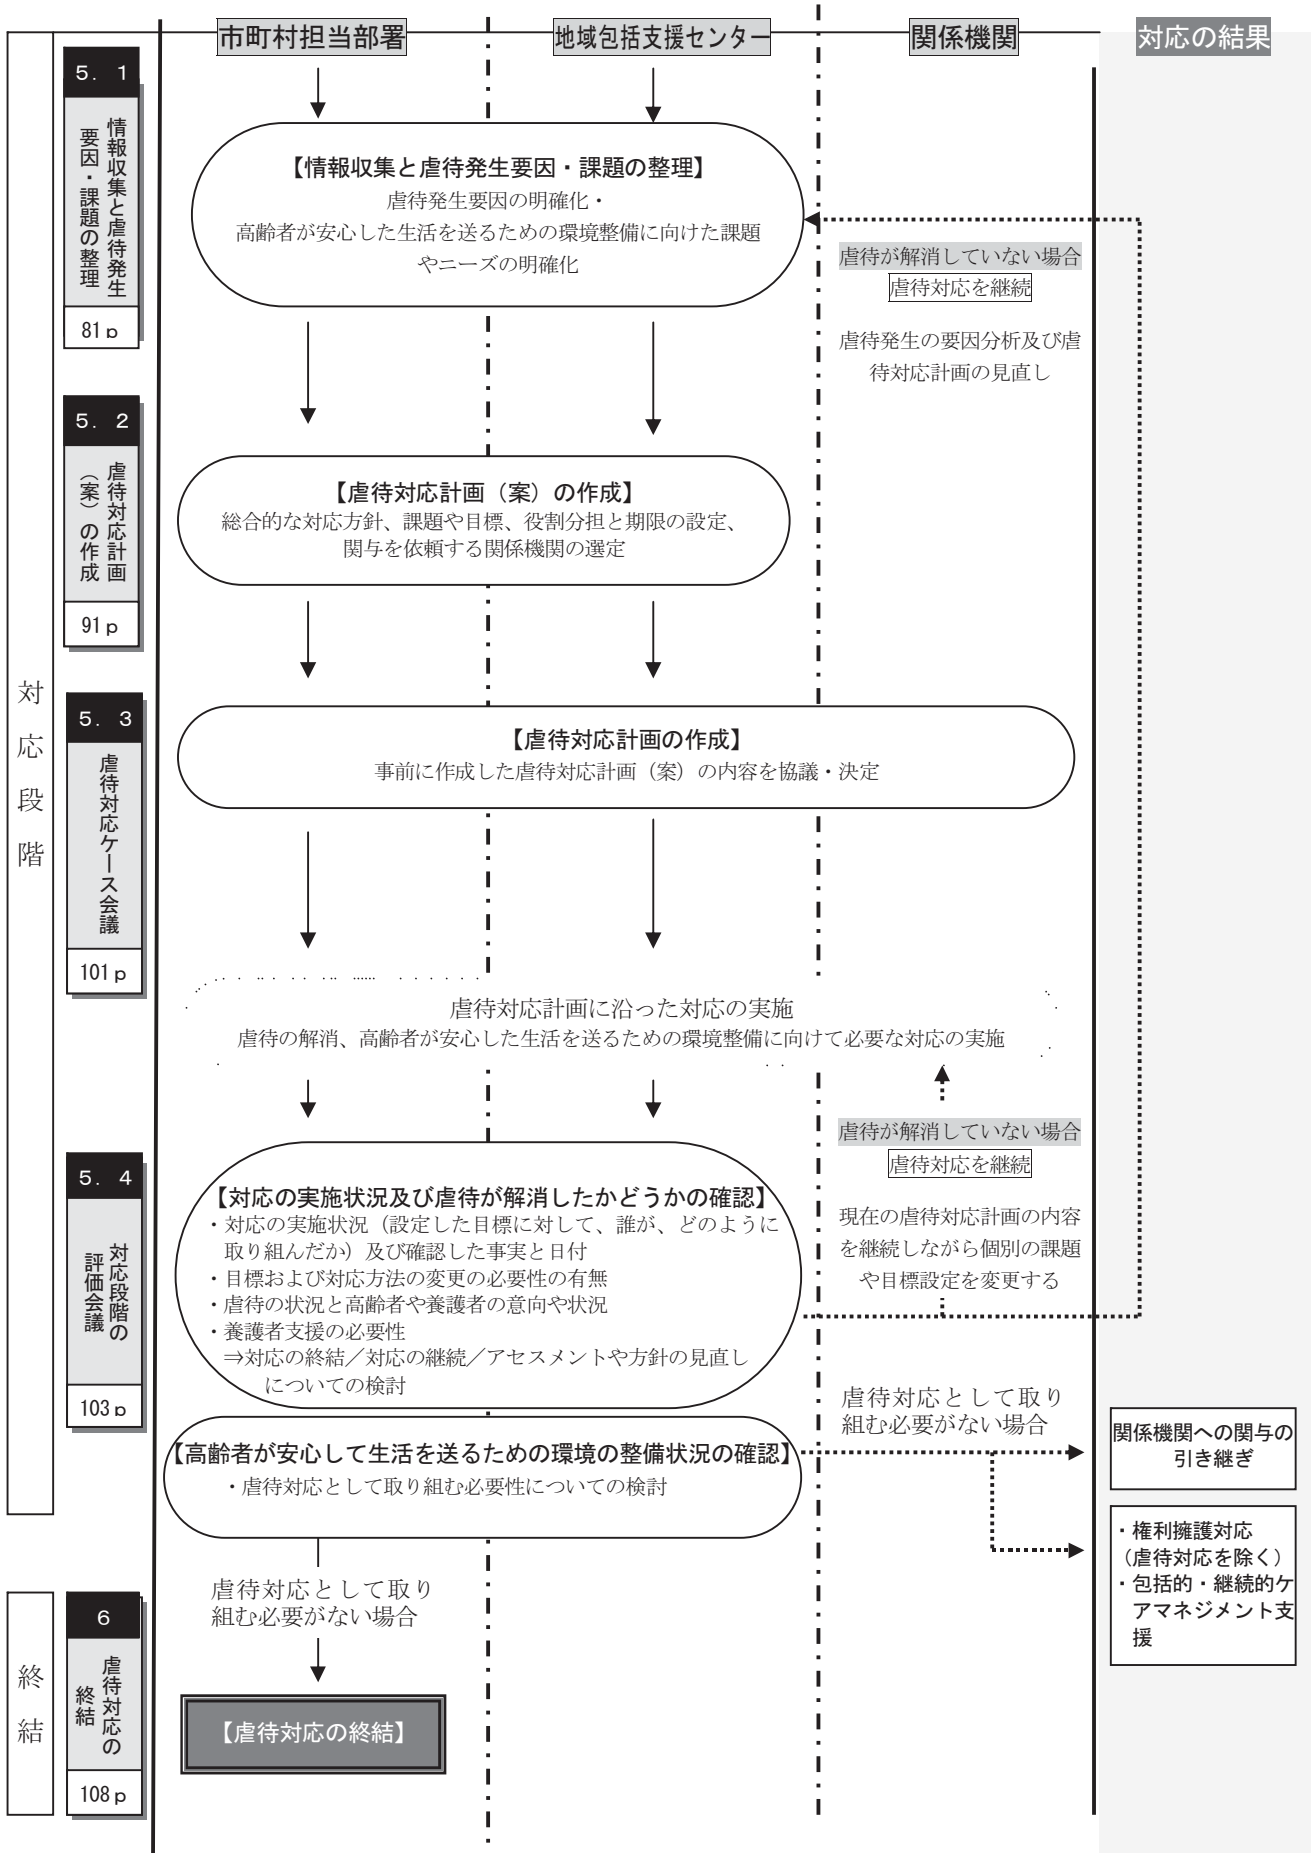 市町村担当部署
地域包括支援センター
関係機関
対応の結果
対応段階
5. 1
情報収集と虐待発生
要因・課題の整理
81p
【情報収集と虐待発生要因・課題の整理】
虐待発生要因の明確化・
高齢者が安心した生活を送るための環境整備に向けた課題
やニーズの明確化
虐待が解消していない場合
虐待対応を継続
虐待発生の要因分析及び虐
待対応計画の見直し
5. 2
虐待対応計画
（案）の作成
91p
【虐待対応計画（案）の作成】
総合的な対応方針、課題や目標、役割分担と期限の設定、
関与を依頼する関係機関の選定
5. 3
虐待対応ケース会議
101p
【虐待対応計画の作成】
事前に作成した虐待対応計画（案）の内容を協議・決定
虐待対応計画に沿った対応の実施
虐待の解消、高齢者が安心した生活を送るための環境整備に向けて必要な対応の実施
5. 4
対応段階の
評価会議
103p
【対応の実施状況及び虐待が解消したかどうかの確認】
・対応の実施状況（設定した目標に対して、誰が、どのように
取り組んだか）及び確認した事実と日付
・目標および対応方法の変更の必要性の有無
・虐待の状況と高齢者や養護者の意向や状況
・養護者支援の必要性
⇒対応の終結／対応の継続／アセスメントや方針の見直し
についての検討
虐待が解消していない場合
虐待対応を継続
現在の虐待対応計画の内容
を継続しながら個別の課題
や目標設定を変更する
【高齢者が安心して生活を送るための環境の整備状況の確認】
・虐待対応として取り組む必要性についての検討
虐待対応として取り
組む必要がない場合
関係機関への関与の
引き継ぎ
・権利擁護対応
（虐待対応を除く）
・包括的・継続的ケ
アマネジメント支
援
終結
6
虐待対応の
終結
108p
虐待対応として取り
組む必要がない場合
【虐待対応の終結】